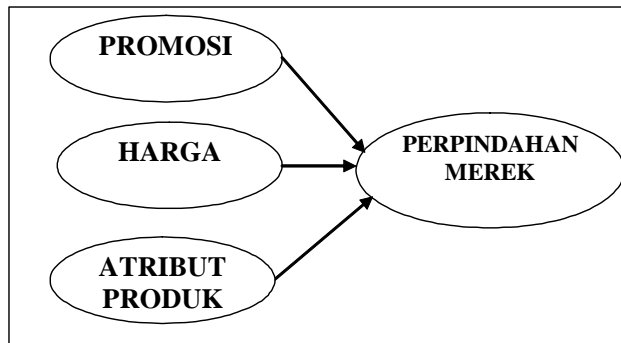 PROMOSI
HARGA
ATRIBUT
PRODUK
PERPINDAHAN
MEREK